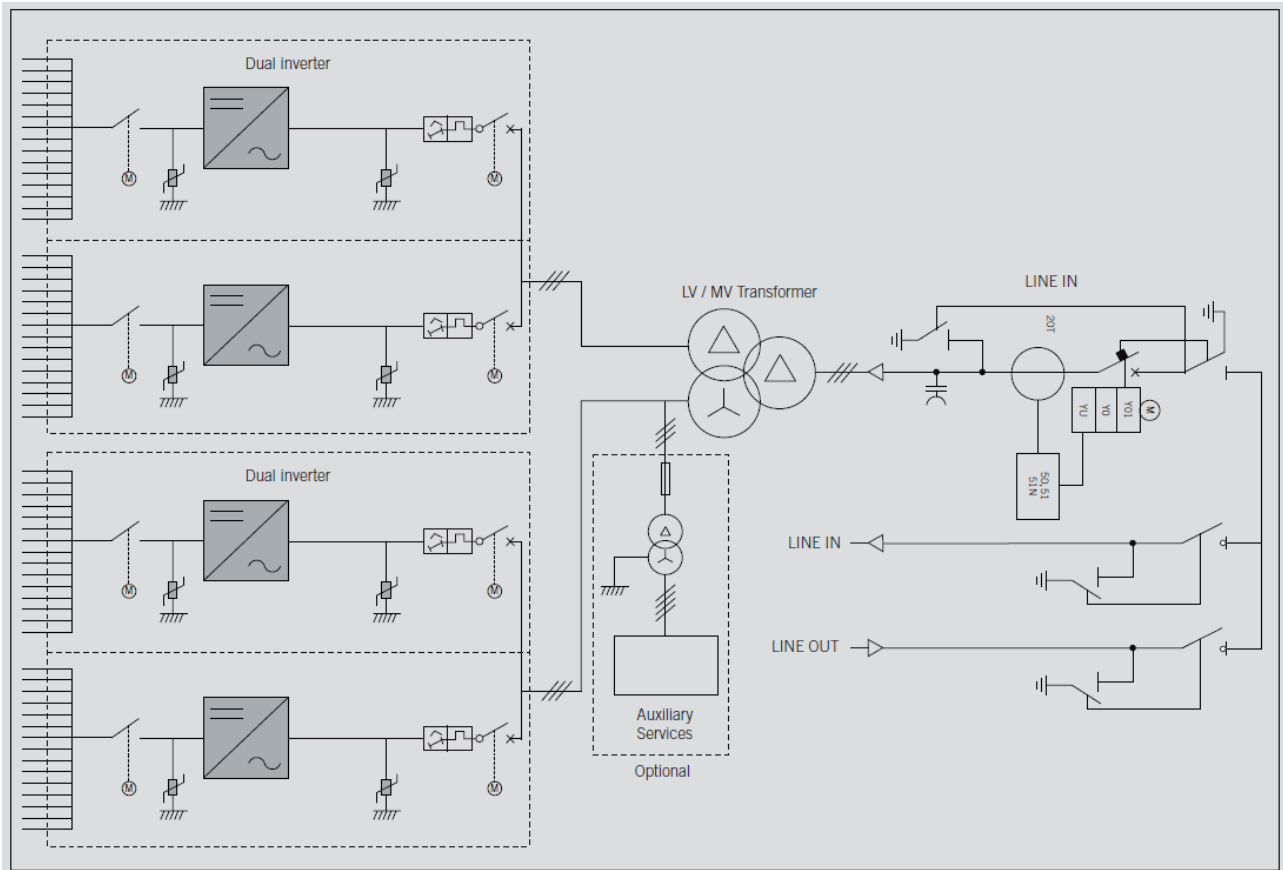 Dual inverter
M
M
M
M
LV / MV Transformer
LINE IN
20T
YU
Y0
Y01
M
50, 51
51N
Dual inverter
M
M
LINE IN
LINE OUT
M
M
Auxiliary
Services
Optional